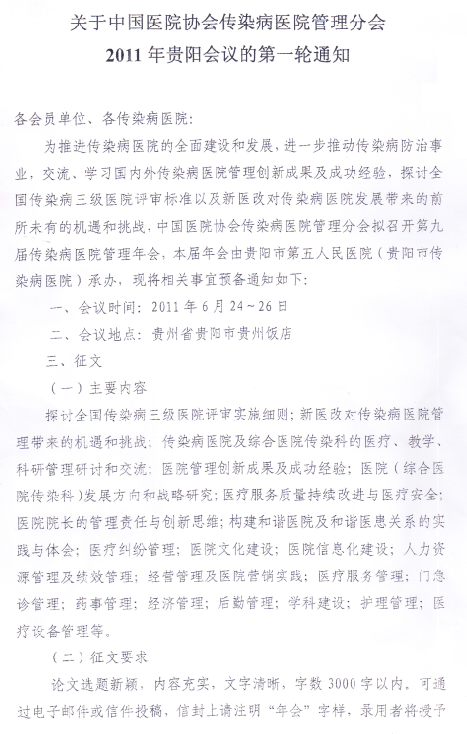 关于中国医院协会传染病医院管理分会
2011 年贵阳会议的第一轮通知
各会员单位、各传染病医院:
为推进传染病医院的全面建设和发展,进一步推动传染病防治事
业,交流、学习国内外传染病医院管理创新成果及成功经验,探讨全
国传染病三级医院评审标准以及新医改对传染病医院发展带来的前
所未有的机遇和挑战,中国医院协会传染病医院管理分会拟召开第九
届传染病医院管理年会,本届年会由贵阳市第五人民医院(贵阳市传
染病医院)承办,现将相关事宜预备通知如下:
一、会议时间:2011 年 6 月 24～26 日
二、会议地点:贵州省贵阳市贵州饭店
三、征文
(一)主要内容
探讨全国传染病三级医院评审实施细则;新医改对传染病医院管
理带来的机遇和挑战;传染病医院及综合医院传染科的医疗、教学、
科研管理研讨和交流;医院管理创新成果及成功经验;医院(综合医
院传染科)发展方向和战略研究;医疗服务质量持续改进与医疗安全;
医院院长的管理责任与创新思维;构建和谐医院及和谐医患关系的实
践与体会;医疗纠纷管理;医院文化建设;医院信息化建设;人力资
源管理及绩效管理;经营管理及医院营销实践;医疗服务管理;门急
诊管理;药事管理;经济管理;后勤管理;学科建设;护理管理;医
疗设备管理等。
(二)征文要求
论文选题新颖,内容充实,文字清晰,字数 3000 字以内。可通
过电子邮件或信件投稿,信封上请注明“年会”字样,录用者将授予